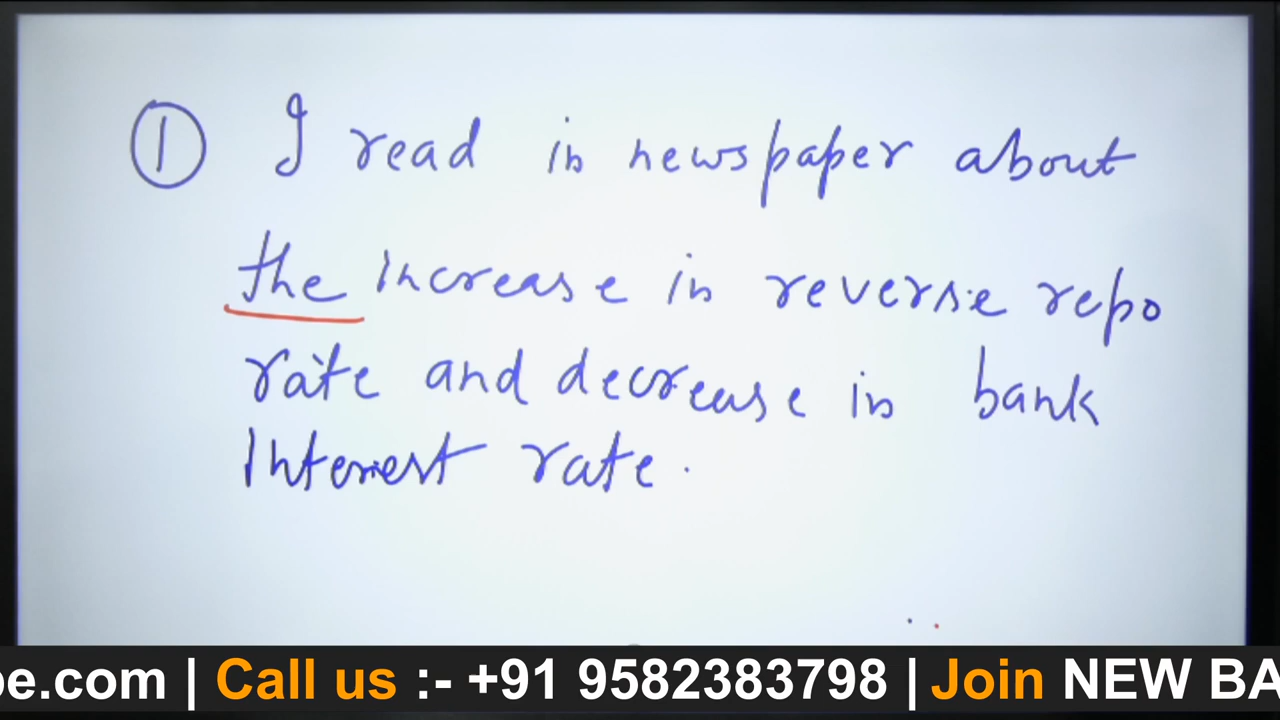 1 I read in newspaper about
the increase in reverse repo
rate and decrease in bank
interest rate.
pe.com | Call us :- +91 9582383798 | Join NEW BA